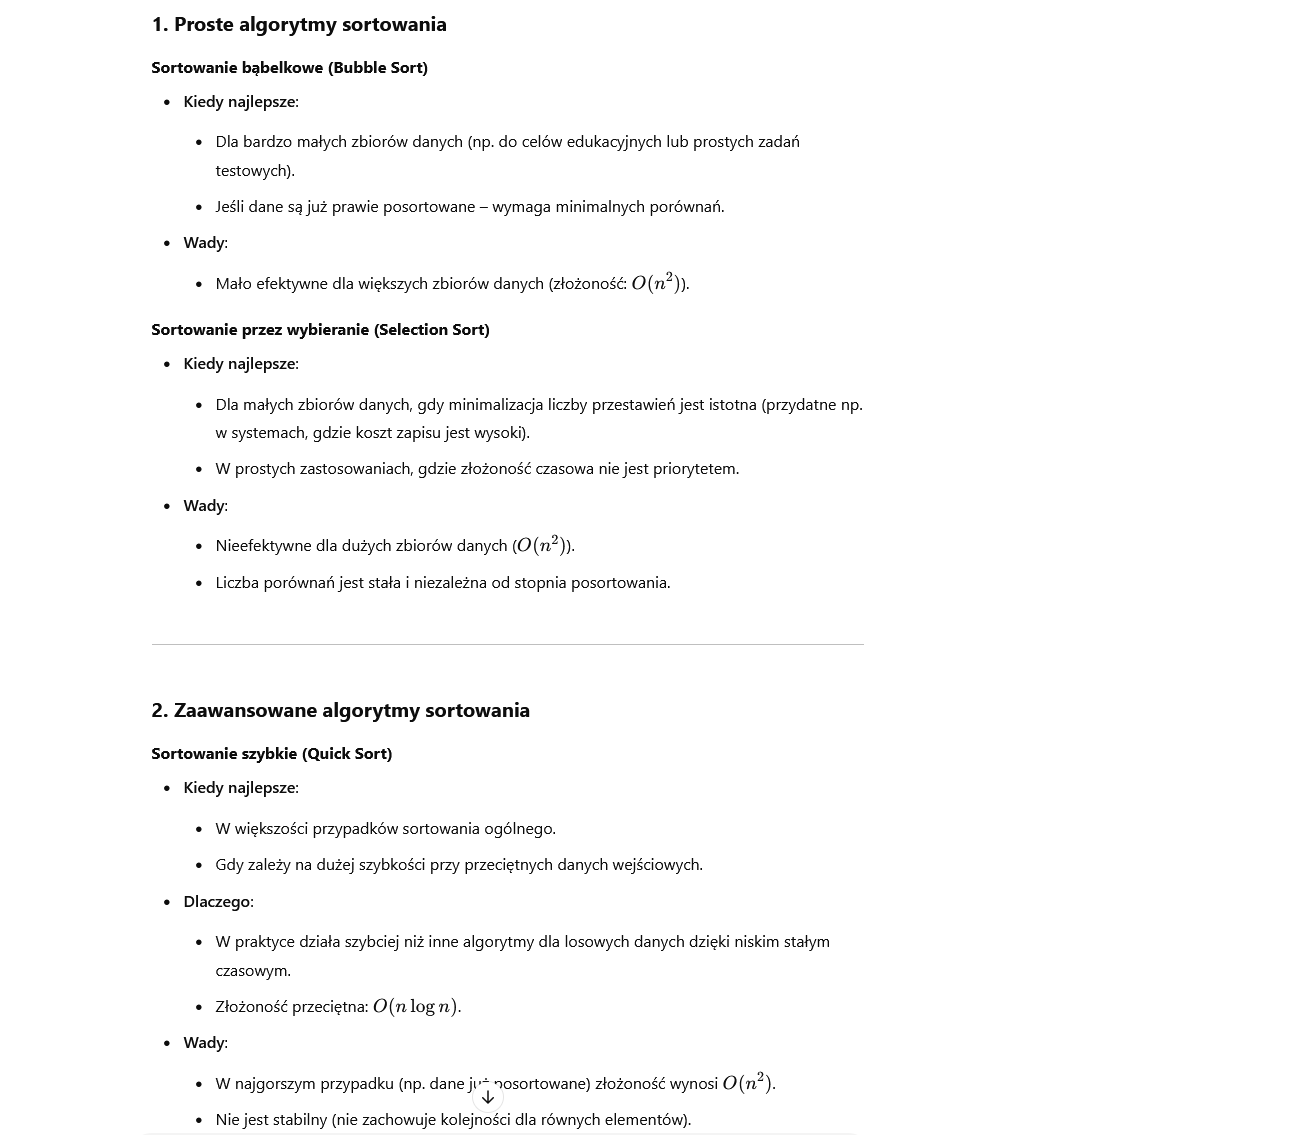 1. Proste algorytmy sortowania
Sortowanie bąbelkowe (Bubble Sort)
• Kiedy najlepsze:
• Dla bardzo małych zbiorów danych (np. do celów edukacyjnych lub prostych zadań
testowych).
• Jeśli dane są już prawie posortowane – wymaga minimalnych porównań.
• Wady:
• Mało efektywne dla większych zbiorów danych (złożoność: O(n²)).
Sortowanie przez wybieranie (Selection Sort)
• Kiedy najlepsze:
• Dla małych zbiorów danych, gdy minimalizacja liczby przestawień jest istotna (przydatne np.
w systemach, gdzie koszt zapisu jest wysoki).
• W prostych zastosowaniach, gdzie złożoność czasowa nie jest priorytetem.
• Wady:
• Nieefektywne dla dużych zbiorów danych (O(n²)).
• Liczba porównań jest stała i niezależna od stopnia posortowania.
2. Zaawansowane algorytmy sortowania
Sortowanie szybkie (Quick Sort)
• Kiedy najlepsze:
• W większości przypadków sortowania ogólnego.
• Gdy zależy na dużej szybkości przy przeciętnych danych wejściowych.
• Dlaczego:
• W praktyce działa szybciej niż inne algorytmy dla losowych danych dzięki niskim stałym
czasowym.
• Złożoność przeciętna: O(n log n).
• Wady:
• W najgorszym przypadku (np. dane już posortowane) złożoność wynosi O(n²).
• Nie jest stabilny (nie zachowuje kolejności dla równych elementów).